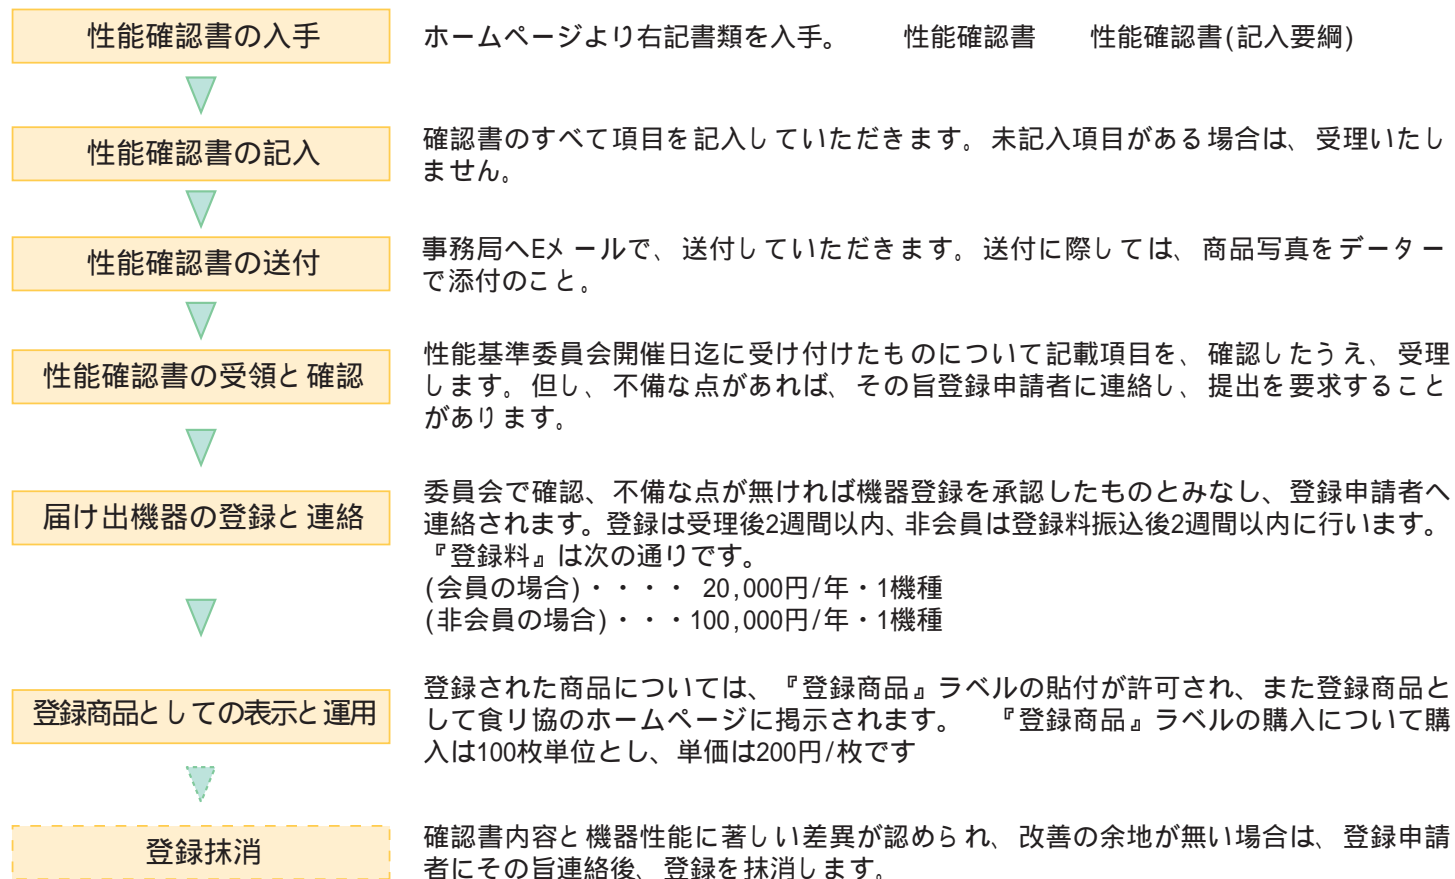 性能確認書の入手
ホームページより右記書類を入手。　　性能確認書　　性能確認書(記入要綱)
性能確認書の記入
確認書のすべて項目を記入していただきます。未記入項目がある場合は、受理いたし
ません。
性能確認書の送付
事務局へEメールで、送付していただきます。送付に際しては、商品写真をデーター
で添付のこと。
性能確認書の受領と確認
性能基準委員会開催日迄に受け付けたものについて記載項目を、確認したうえ、受理
します。但し、不備な点があれば、その旨登録申請者に連絡し、提出を要求すること
があります。
届け出機器の登録と連絡
委員会で確認、不備な点が無ければ機器登録を承認したものとみなし、登録申請者へ
連絡されます。登録は受理後2週間以内、非会員は登録料振込後2週間以内に行います。
『登録料』は次の通りです。
(会員の場合)・・・・ 20,000円/年・1機種
(非会員の場合)・・・100,000円/年・1機種
登録商品としての表示と運用
登録された商品については、『登録商品』ラベルの貼付が許可され、また登録商品と
して食リ協のホームページに掲示されます。　『登録商品』ラベルの購入について購
入は100枚単位とし、単価は200円/枚です
登録抹消
確認書内容と機器性能に著しい差異が認められ、改善の余地が無い場合は、登録申請
者にその旨連絡後、登録を抹消します。